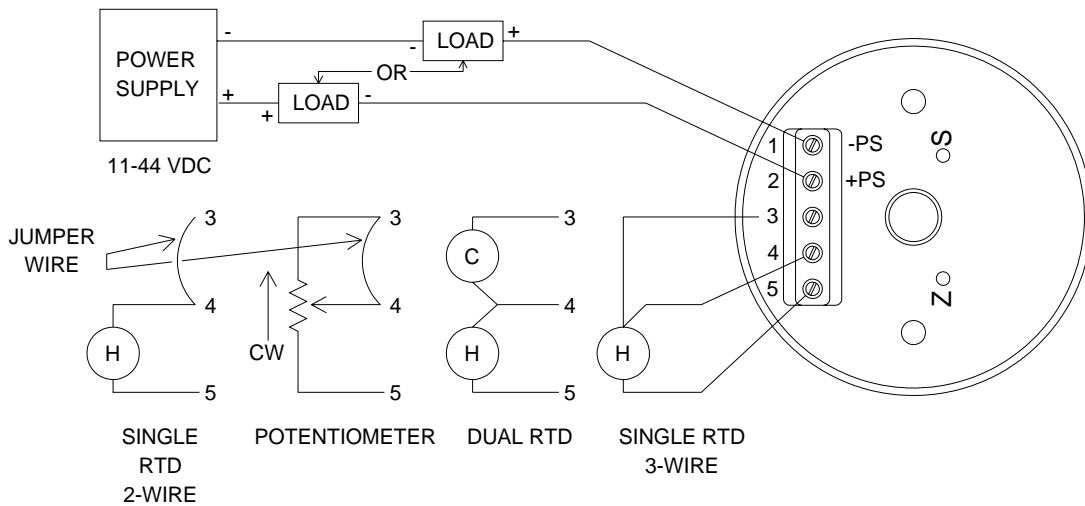 -
LOAD
+
POWER
SUPPLY
-
OR
+
LOAD
-
+
11-44 VDC
1
-PS
S
2
+PS
3
4
5
Z
JUMPER
WIRE
3
4
H
5
SINGLE
RTD
2-WIRE
3
4
CW
5
POTENTIOMETER
3
C
4
H
5
DUAL RTD
H
SINGLE RTD
3-WIRE